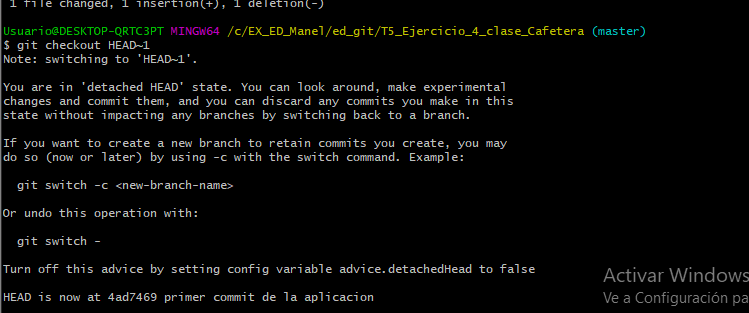 1 file changed, 1 insertion(+), 1 deletion(-)
Usuario@DESKTOP-QRTC3PT MINGW64 /c/EX_ED_Manel/ed_git/T5_Ejercicio_4_clase_Cafetera (master)
$ git checkout HEAD~1
Note: switching to 'HEAD~1'.
You are in 'detached HEAD' state. You can look around, make experimental
changes and commit them, and you can discard any commits you make in this
state without impacting any branches by switching back to a branch.
If you want to create a new branch to retain commits you create, you may
do so (now or later) by using -c with the switch command. Example:
git switch -c <new-branch-name>
Or undo this operation with:
git switch -
Turn off this advice by setting config variable advice.detachedHead to false
HEAD is now at 4ad7469 primer commit de la aplicacion
Activar Windows
Ve a Configuración pa